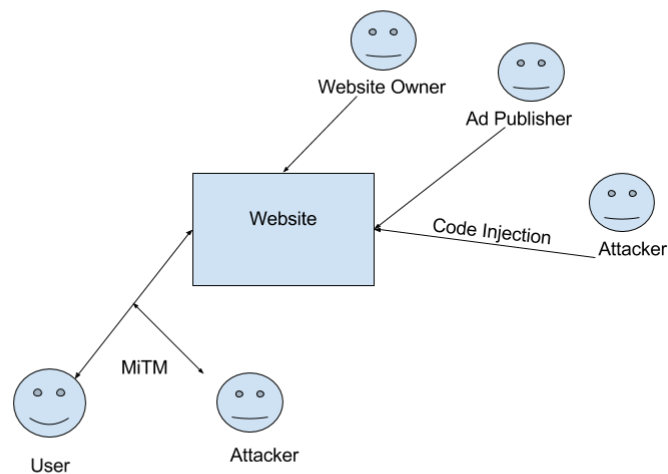 Website Owner
Ad Publisher
Website
Code Injection
Attacker
MiTM
User
Attacker